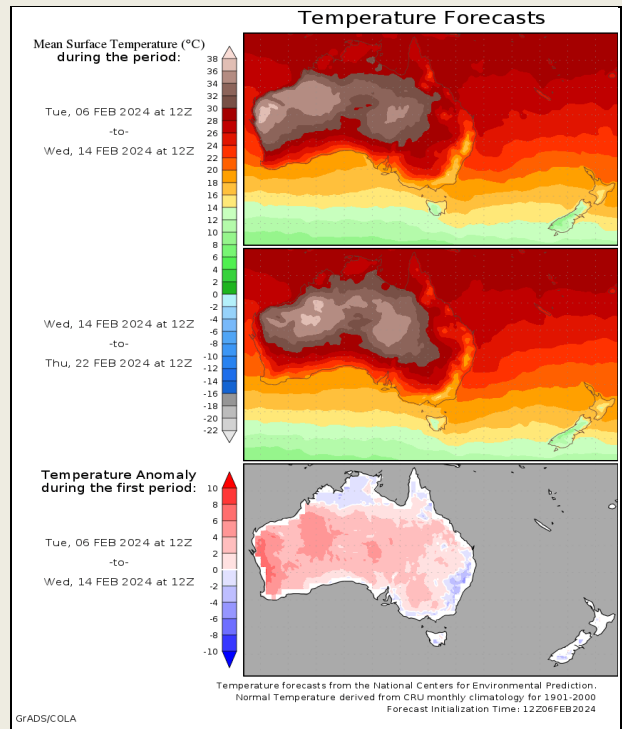 Temperature Forecasts
Mean Surface Temperature (°C)
during the period:
38
36
34
32
30
28
26
24
22
20
18
16
14
12
10
8
6
4
2
0
-2
-4
-6
-8
-10
-12
-14
-16
-18
-20
-22
Tue, 06 FEB 2024 at 12Z
-to-
Wed, 14 FEB 2024 at 12Z
Wed, 14 FEB 2024 at 12Z
-to-
Thu, 22 FEB 2024 at 12Z
Temperature Anomaly
during the first period:
10
8
6
4
2
0
-2
-4
-6
-8
-10
Tue, 06 FEB 2024 at 12Z
-to-
Wed, 14 FEB 2024 at 12Z
Temperature forecasts from the National Centers for Environmental Prediction.
Normal Temperature derived from CRU monthly climatology for 1901-2000
Forecast Initialization Time: 12Z06FEB2024
GrADS/COLA